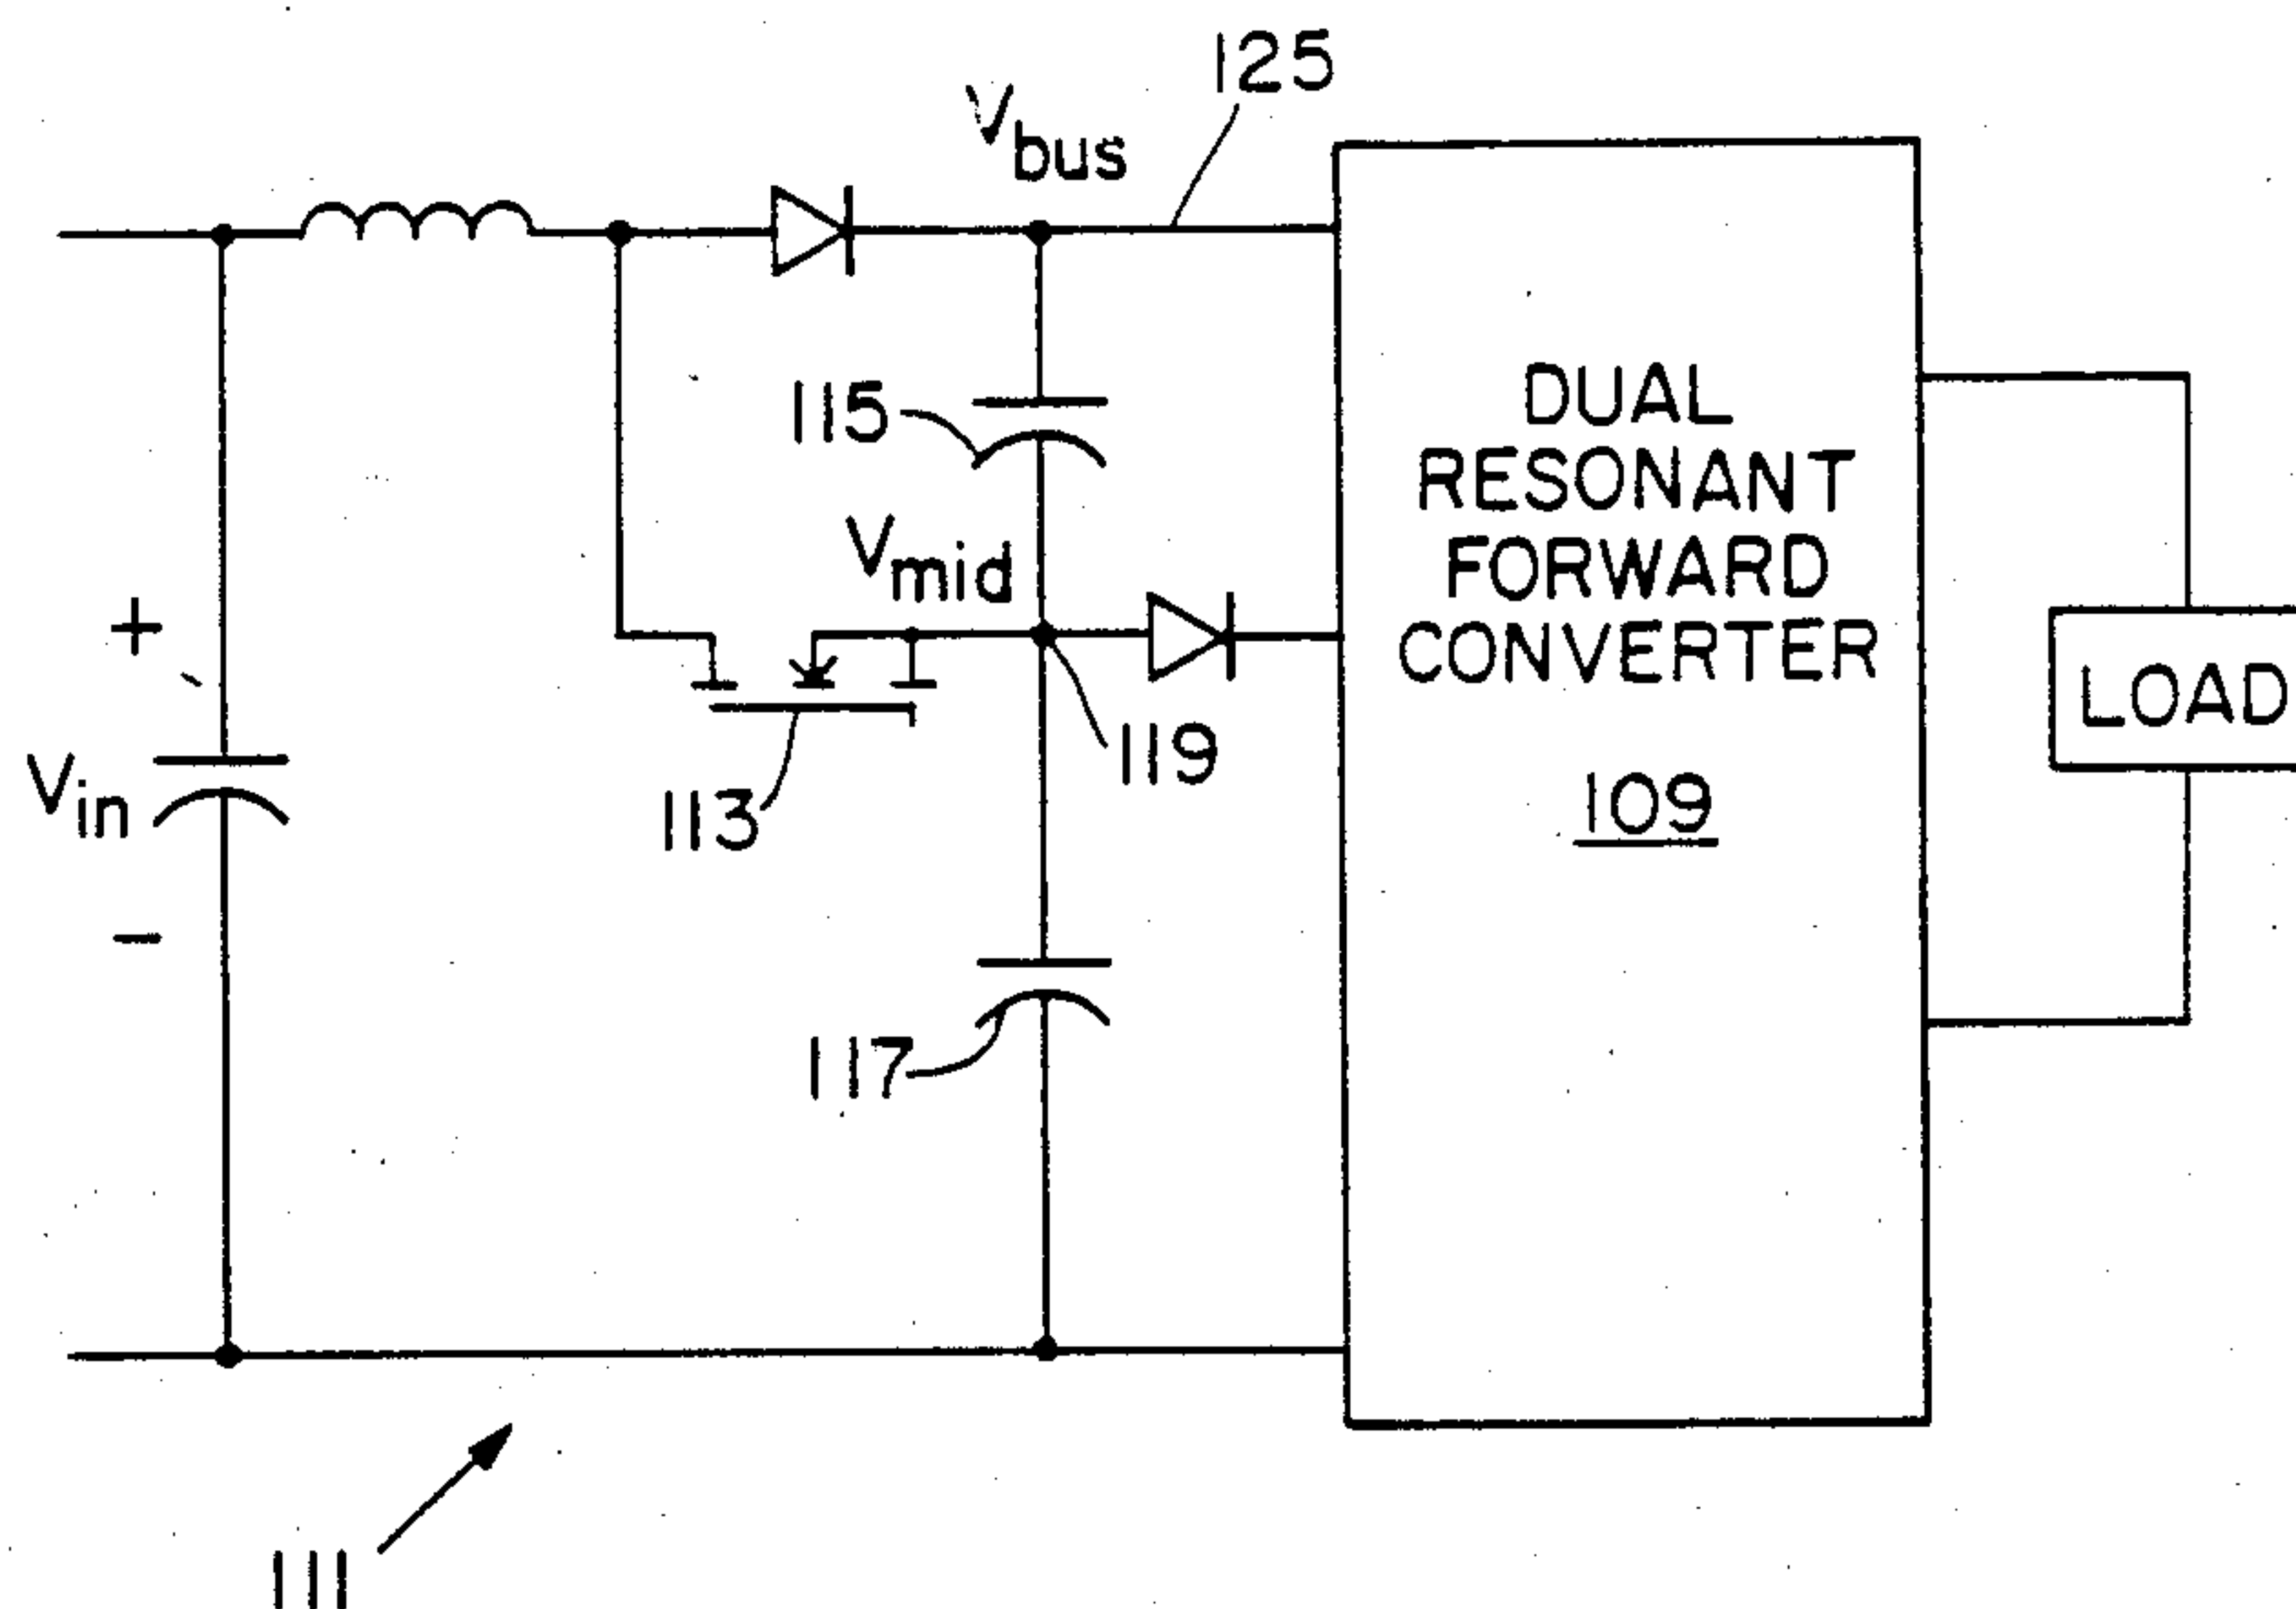 125
Vbus
115
DUAL
RESONANT
FORWARD
CONVERTER
109
Vmid
+
Vin
−
113
119
LOAD
117
111